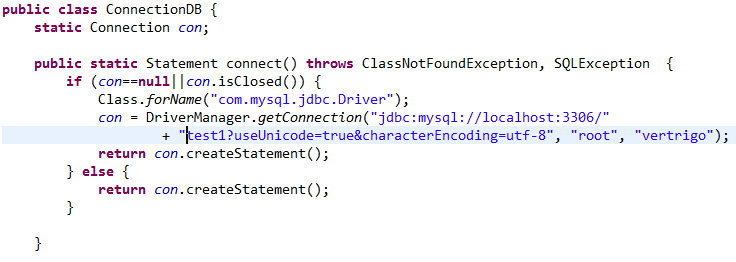 public class ConnectionDB {
static Connection con;
public static Statement connect() throws ClassNotFoundException, SQLException  {
if (con==null||con.isClosed()) {
Class.forName("com.mysql.jdbc.Driver");
con = DriverManager.getConnection("jdbc:mysql://localhost:3306/"
+ "test1?useUnicode=true&characterEncoding=utf-8", "root", "vertrigo");
return con.createStatement();
} else {
return con.createStatement();
}
}